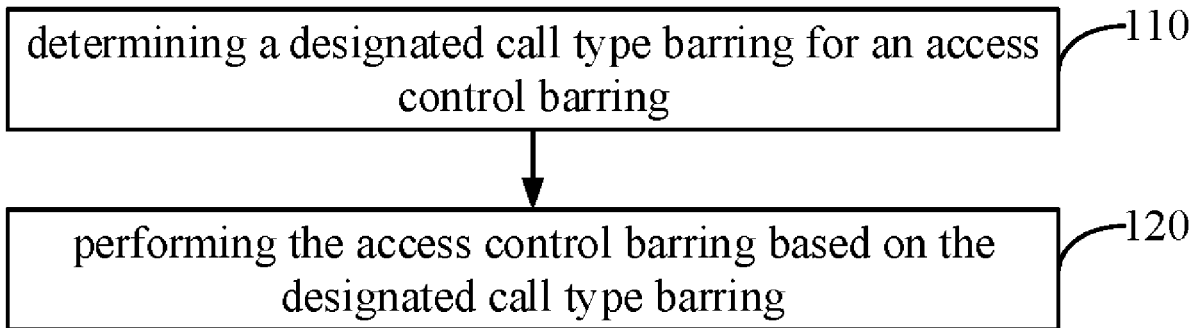 determining a designated call type barring for an access
control barring
110
performing the access control barring based on the
designated call type barring
120